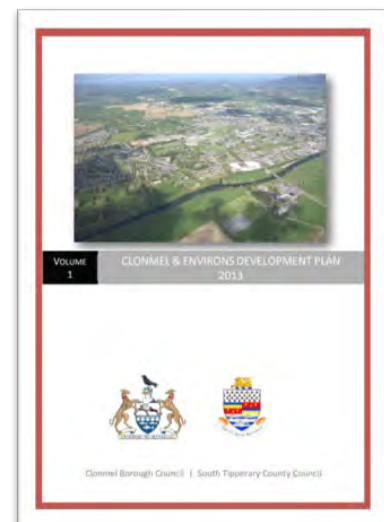 VOLUME
1
CLONMEL & ENVIRONS DEVELOPMENT PLAN
2013
Clonmel Borough Council | South Tipperary County Council